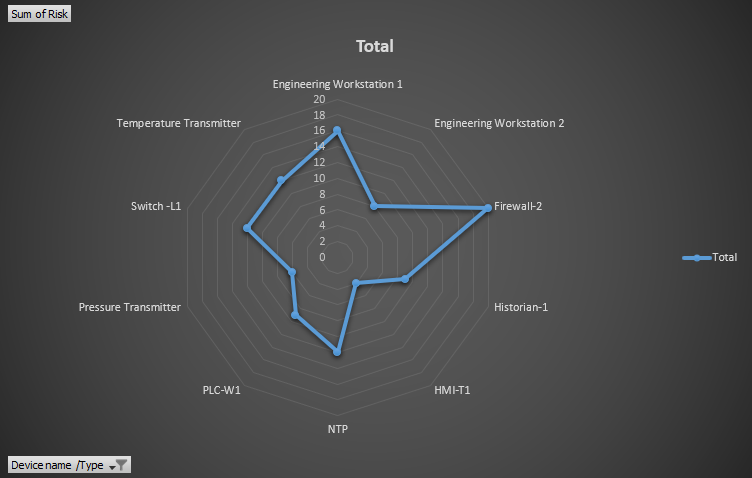 Sum of Risk
Total
Engineering Workstation 1
Engineering Workstation 2
Firewall-2
Historian-1
HMI-T1
NTP
PLC-W1
Pressure Transmitter
Switch -L1
Temperature Transmitter
20
18
16
14
12
10
8
6
4
2
0
Total
Device name /Type